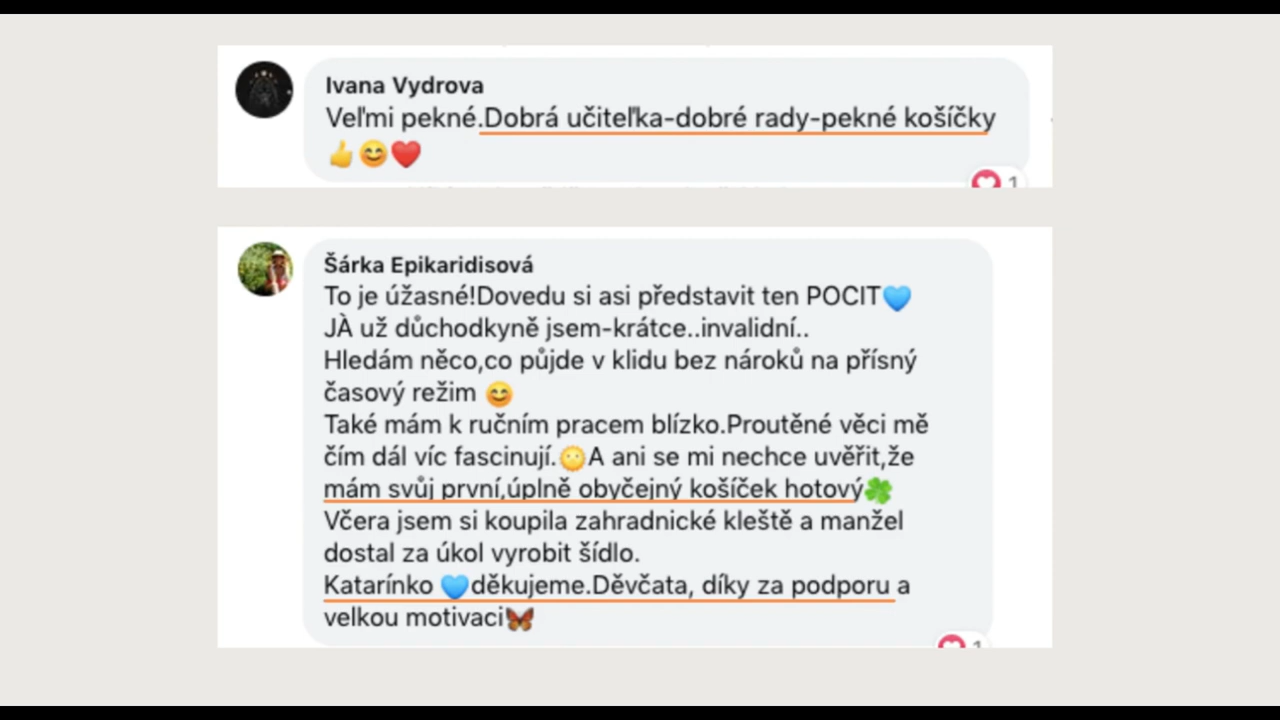 Ivana Vydrova
Veľmi pekné.Dobrá učiteľka-dobré rady-pekné košíčky
👍😊❤️
1
Šárka Epikaridisová
To je úžasné!Dovedu si asi představit ten POCIT💙
JÀ už důchodkyně jsem-krátce..invalidní..
Hledám něco,co půjde v klidu bez nároků na přísný
časový režim 😊
Také mám k ručním pracem blízko.Proutěné věci mě
čím dál víc fascinují.🌞A ani se mi nechce uvěřit,že
mám svůj první,úplně obyčejný košíček hotový🍀
Včera jsem si koupila zahradnické kleště a manžel
dostal za úkol vyrobit šídlo.
Katarínko 💙děkujeme.Děvčata, díky za podporu a
velkou motivaci🦋
1